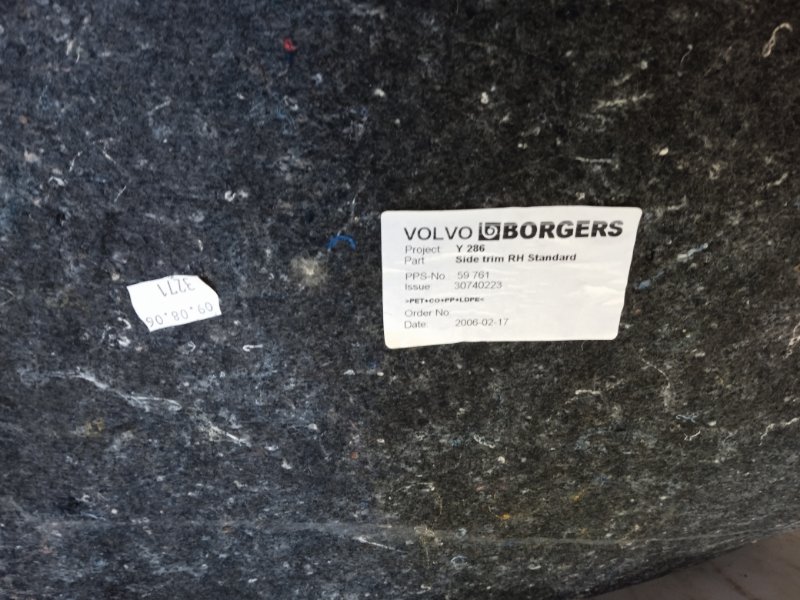 VOLVO BORGERS
Project Y 286
Part Side trim RH Standard
PPS-No 59 761
Issue 30740223
>PET+CO+PP+LDPE<
Order No
Date: 2006-02-17
09.08.06
3271